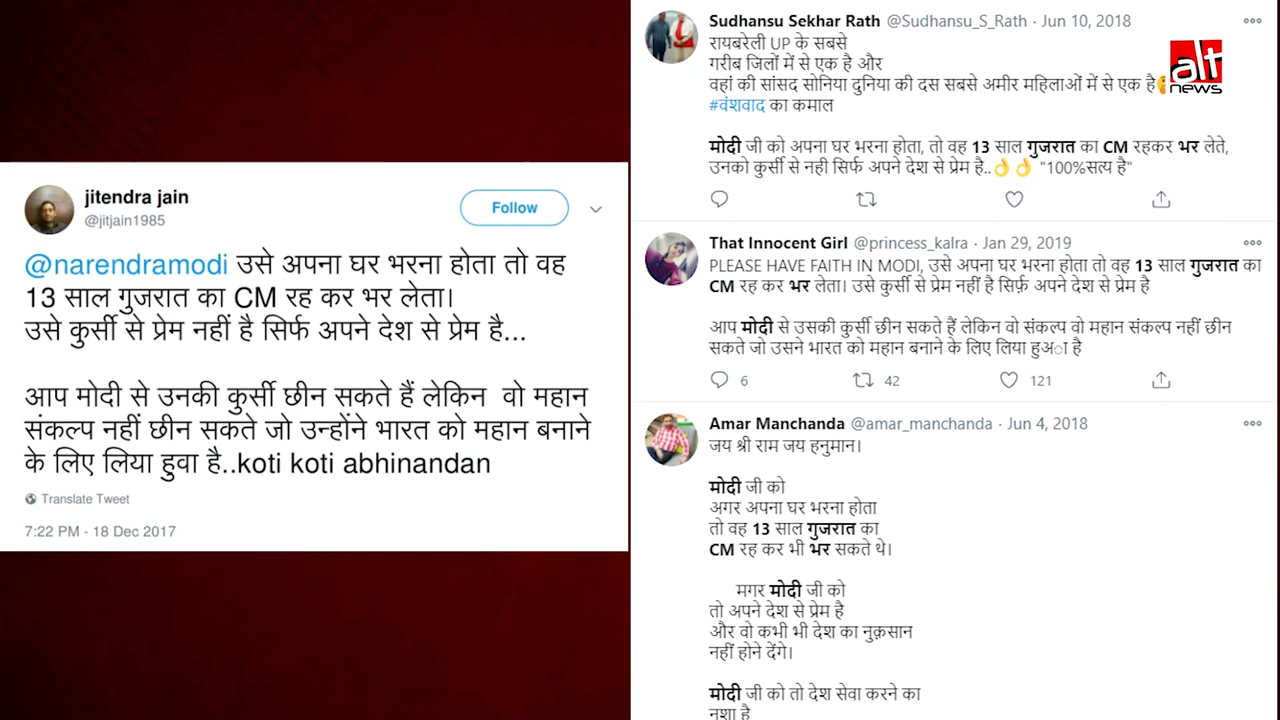 jitendra jain
@jitjain1985
Follow
@narendramodi उसे अपना घर भरना होता तो वह
13 साल गुजरात का CM रह कर भर लेता।
उसे कुर्सी से प्रेम नहीं है सिर्फ अपने देश से प्रेम है...
आप मोदी से उनकी कुर्सी छीन सकते हैं लेकिन वो महान
संकल्प नहीं छीन सकते जो उन्होंने भारत को महान बनाने
के लिए लिया हुवा है..koti koti abhinandan
Translate Tweet
7:22 PM - 18 Dec 2017
Sudhansu Sekhar Rath @Sudhansu_S_Rath · Jun 10, 2018
रायबरेली UP के सबसे
गरीब जिलों में से एक है और
वहां की सांसद सोनिया दुनिया की दस सबसे अमीर महिलाओं में से एक है
#वंशवाद का कमाल
मोदी जी को अपना घर भरना होता, तो वह 13 साल गुजरात का CM रहकर भर लेते,
उनको कुर्सी से नही सिर्फ अपने देश से प्रेम है..👌👌 "100%सत्य है"
alt
news
That Innocent Girl @princess_kalra · Jan 29, 2019
PLEASE HAVE FAITH IN MODI, उसे अपना घर भरना होता तो वह 13 साल गुजरात का
CM रह कर भर लेता। उसे कुर्सी से प्रेम नहीं है सिर्फ़ अपने देश से प्रेम है
आप मोदी से उसकी कुर्सी छीन सकते हैं लेकिन वो संकल्प वो महान संकल्प नहीं छीन
सकते जो उसने भारत को महान बनाने के लिए लिया हुअा है
6 42 121
Amar Manchanda @amar_manchanda · Jun 4, 2018
जय श्री राम जय हनुमान।
मोदी जी को
अगर अपना घर भरना होता
तो वह 13 साल गुजरात का
CM रह कर भी भर सकते थे।
मगर मोदी जी को
तो अपने देश से प्रेम है
और वो कभी भी देश का नुक़सान
नहीं होने देंगे।
मोदी जी को तो देश सेवा करने का
नशा है